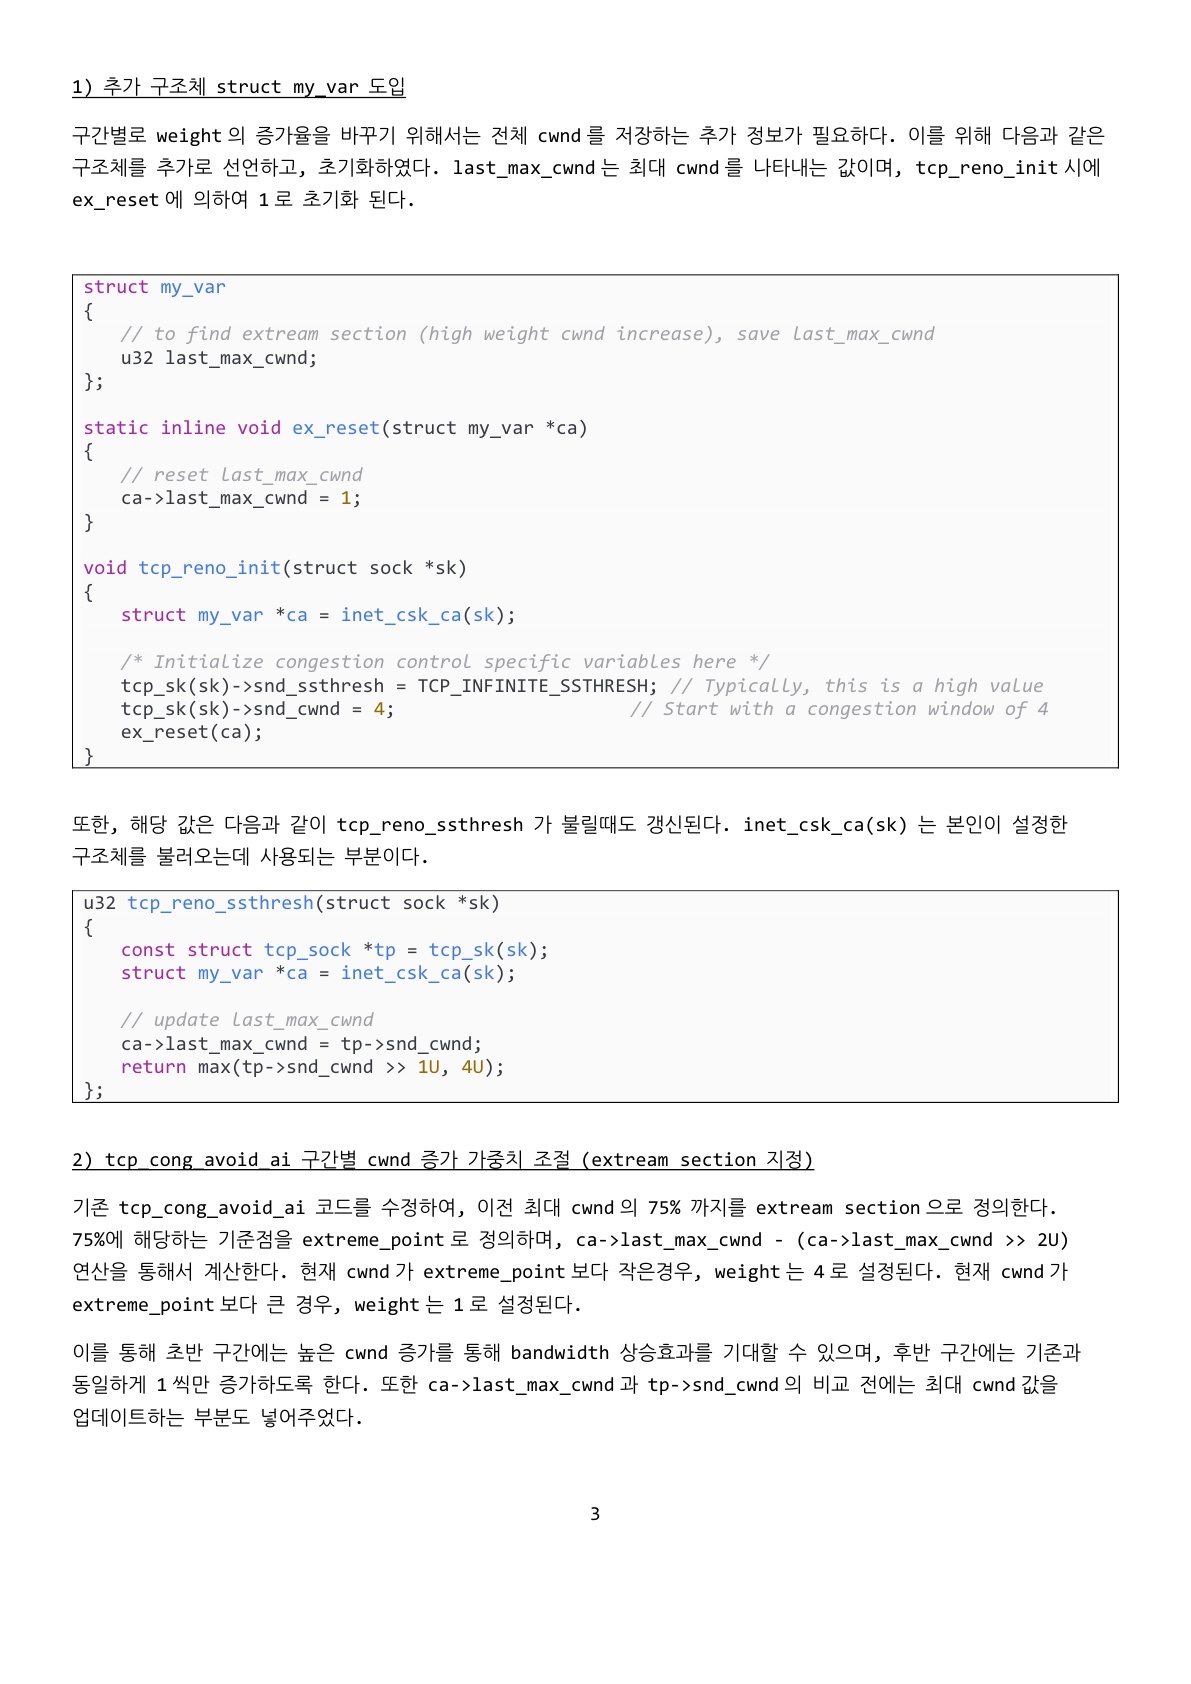 1) 추가 구조체 struct my_var 도입
구간별로 weight 의 증가율을 바꾸기 위해서는 전체 cwnd 를 저장하는 추가 정보가 필요하다. 이를 위해 다음과 같은
구조체를 추가로 선언하고, 초기화하였다. last_max_cwnd 는 최대 cwnd 를 나타내는 값이며, tcp_reno_init 시에
ex_reset 에 의하여 1 로 초기화 된다.
struct my_var
{
// to find extream section (high weight cwnd increase), save last_max_cwnd
u32 last_max_cwnd;
};
static inline void ex_reset(struct my_var *ca)
{
// reset last_max_cwnd
ca->last_max_cwnd = 1;
}
void tcp_reno_init(struct sock *sk)
{
struct my_var *ca = inet_csk_ca(sk);
/* Initialize congestion control specific variables here */
tcp_sk(sk)->snd_ssthresh = TCP_INFINITE_SSTHRESH; // Typically, this is a high value
tcp_sk(sk)->snd_cwnd = 4; // Start with a congestion window of 4
ex_reset(ca);
}
또한, 해당 값은 다음과 같이 tcp_reno_ssthresh 가 불릴때도 갱신된다. inet_csk_ca(sk) 는 본인이 설정한
구조체를 불러오는데 사용되는 부분이다.
u32 tcp_reno_ssthresh(struct sock *sk)
{
const struct tcp_sock *tp = tcp_sk(sk);
struct my_var *ca = inet_csk_ca(sk);
// update last_max_cwnd
ca->last_max_cwnd = tp->snd_cwnd;
return max(tp->snd_cwnd >> 1U, 4U);
};
2) tcp_cong_avoid_ai 구간별 cwnd 증가 가중치 조절 (extream section 지정)
기존 tcp_cong_avoid_ai 코드를 수정하여, 이전 최대 cwnd 의 75% 까지를 extream section 으로 정의한다.
75%에 해당하는 기준점을 extreme_point 로 정의하며, ca->last_max_cwnd - (ca->last_max_cwnd >> 2U)
연산을 통해서 계산한다. 현재 cwnd 가 extreme_point 보다 작은경우, weight 는 4 로 설정된다. 현재 cwnd 가
extreme_point 보다 큰 경우, weight 는 1 로 설정된다.
이를 통해 초반 구간에는 높은 cwnd 증가를 통해 bandwidth 상승효과를 기대할 수 있으며, 후반 구간에는 기존과
동일하게 1 씩만 증가하도록 한다. 또한 ca->last_max_cwnd 과 tp->snd_cwnd 의 비교 전에는 최대 cwnd 값을
업데이트하는 부분도 넣어주었다.
3